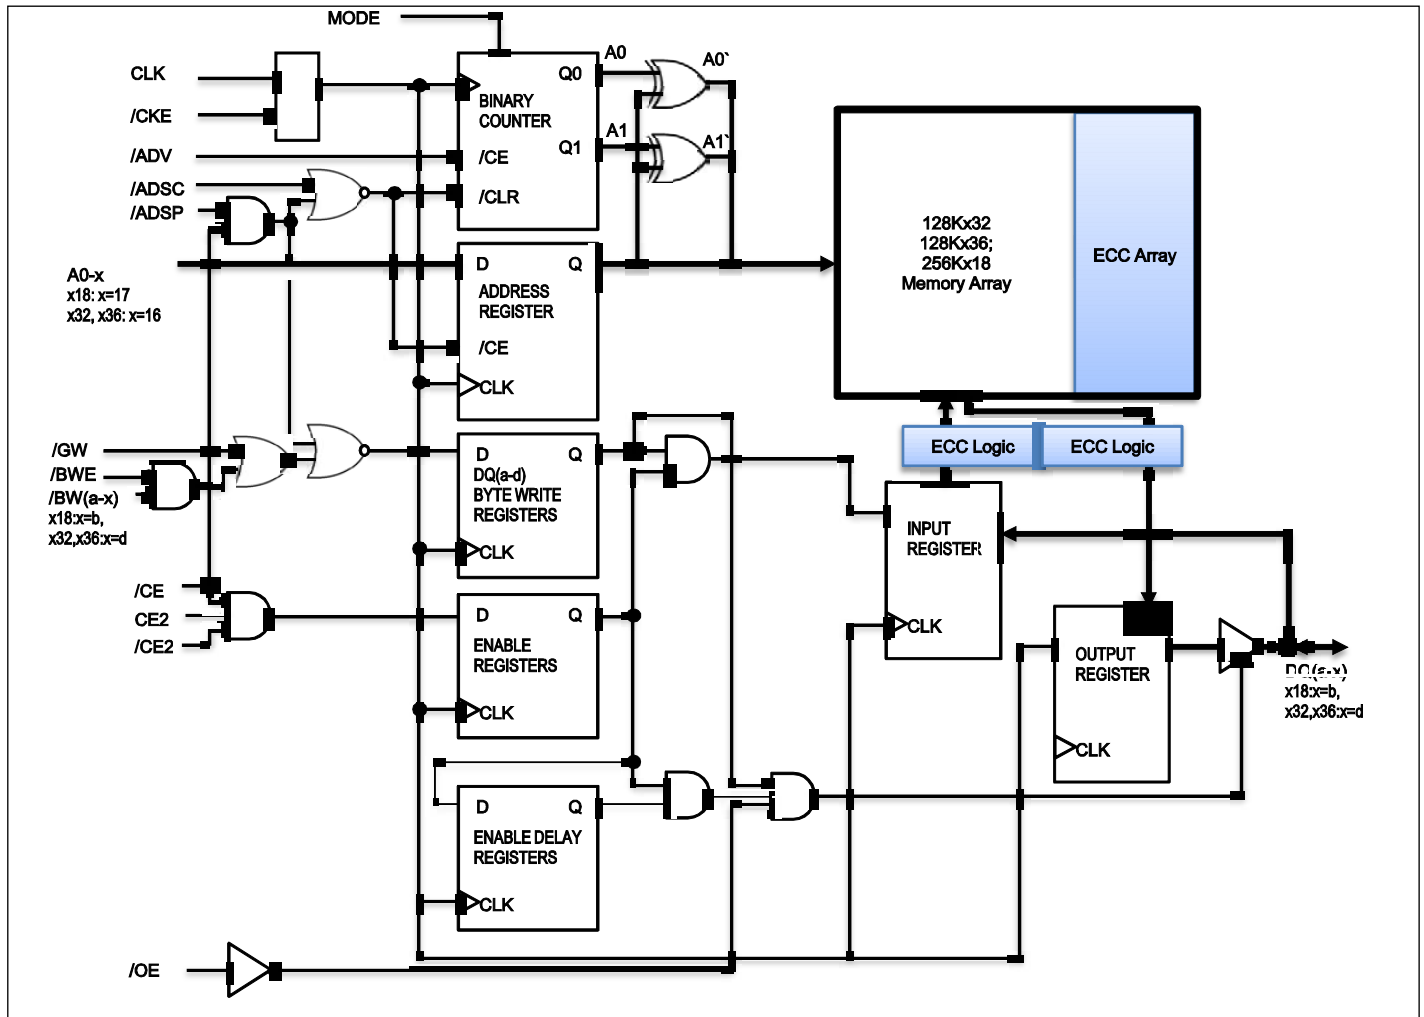 MODE
CLK
/CKE
/ADV
/ADSC
/ADSP
A0-x
x18: x=17
x32, x36: x=16
/GW
/BWE
/BW(a-x)
x18:x=b,
x32,x36:x=d
/CE
CE2
/CE2
/OE
Q0
BINARY
COUNTER
Q1
/CE
/CLR
A0
A0`
A1
A1`
D Q
ADDRESS
REGISTER
/CE
CLK
D Q
DQ(a-d)
BYTE WRITE
REGISTERS
CLK
D Q
ENABLE
REGISTERS
CLK
D Q
ENABLE DELAY
REGISTERS
CLK
128Kx32
128Kx36;
256Kx18
Memory Array
ECC Array
ECC Logic
ECC Logic
INPUT
REGISTER
CLK
OUTPUT
REGISTER
CLK
DQ(a-x)
x18:x=b,
x32,x36:x=d